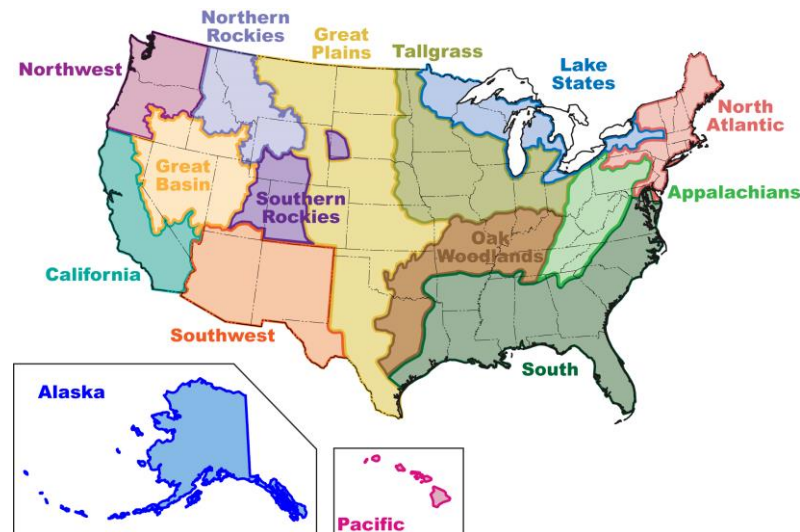 Northern
Rockies
Great
Plains
Tallgrass
Northwest
Lake
States
North
Atlantic
Great
Basin
Southern
Rockies
Appalachians
Oak
Woodlands
California
Southwest
South
Alaska
Pacific